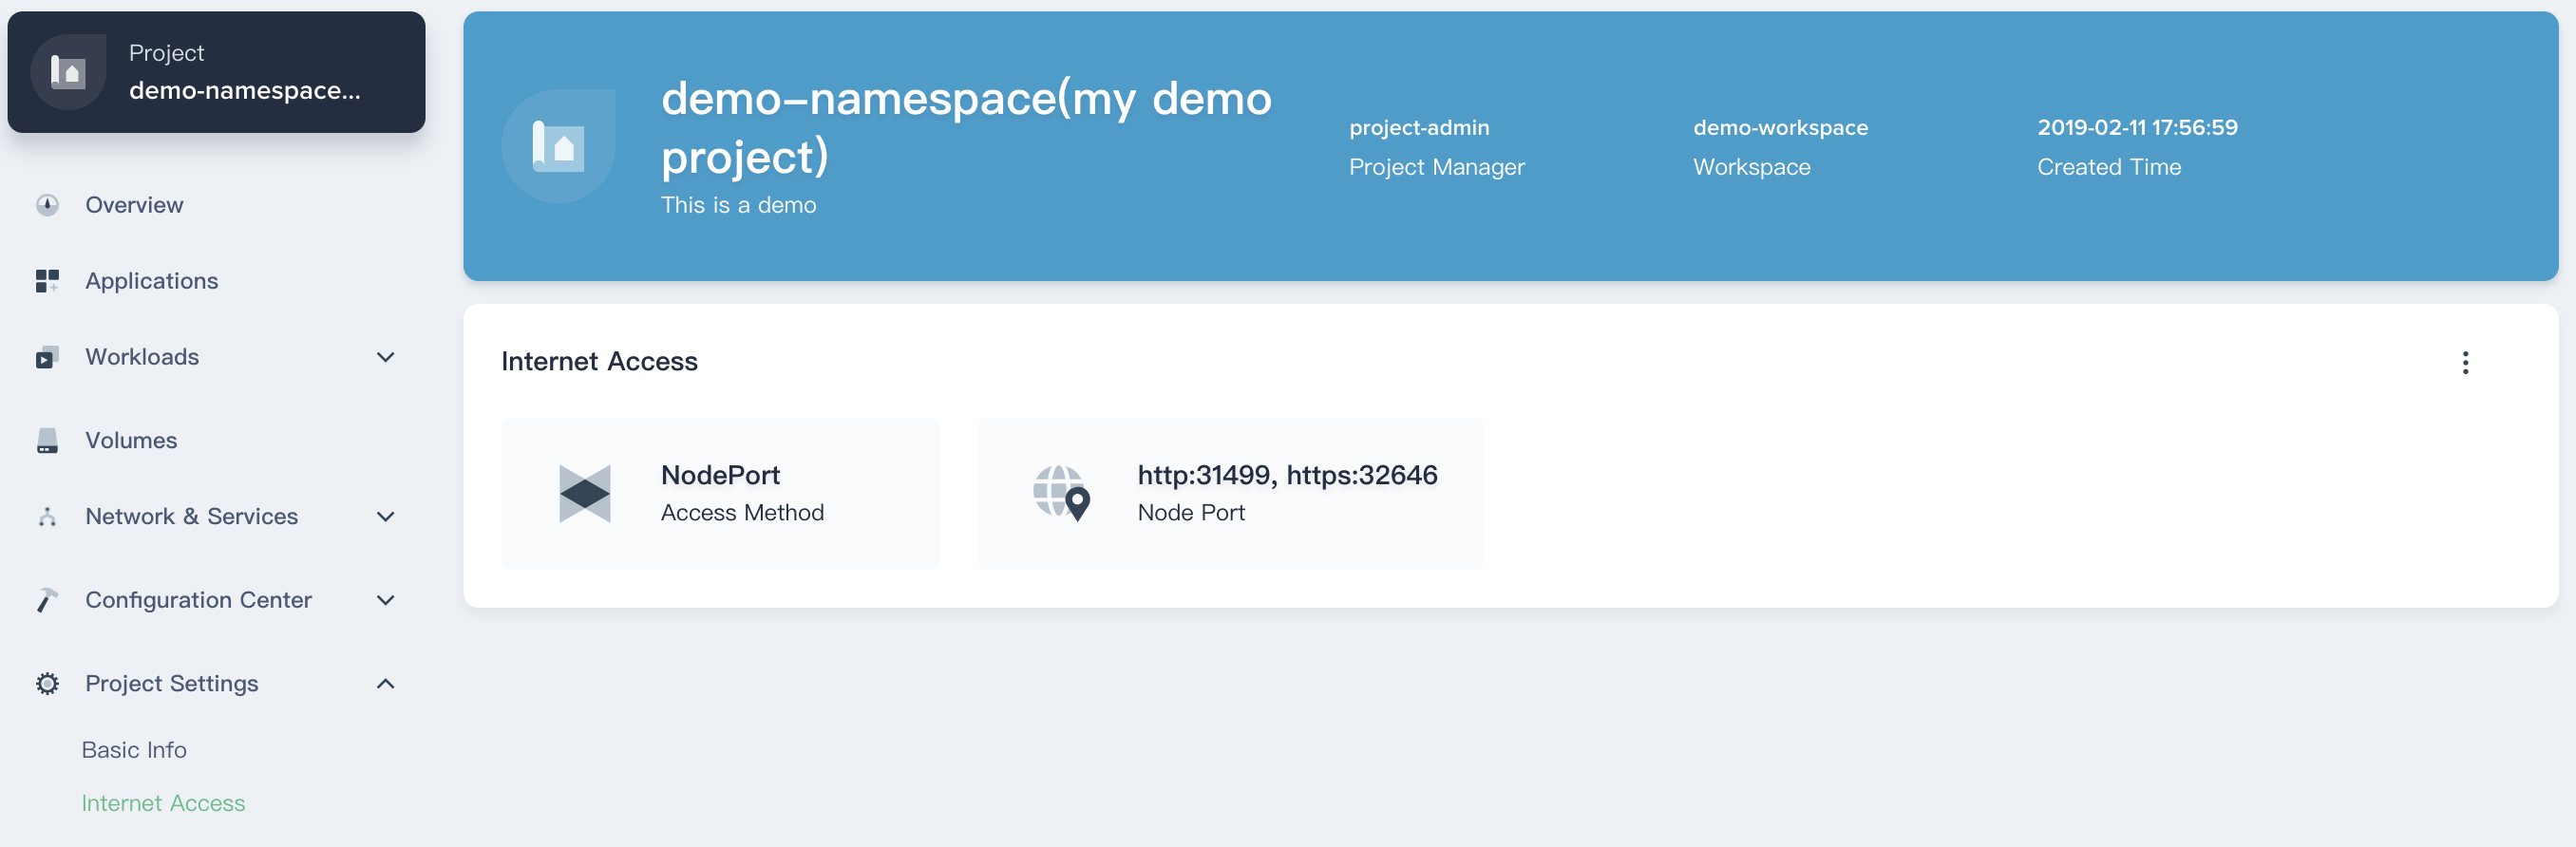 Project
demo-namespace...
Overview
Applications
Workloads
Volumes
Network & Services
Configuration Center
Project Settings
Basic Info
Internet Access
demo-namespace(my demo
project)
This is a demo
project-admin
Project Manager
demo-workspace
Workspace
2019-02-11 17:56:59
Created Time
Internet Access
NodePort
Access Method
http:31499, https:32646
Node Port